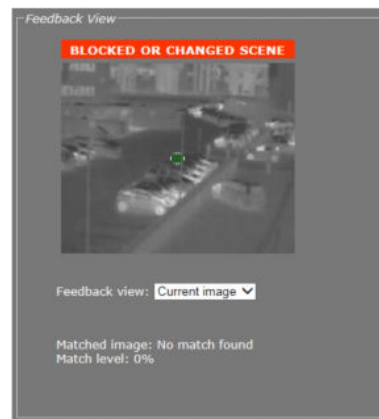 Feedback View
BLOCKED OR CHANGED SCENE
Feedback view: Current image
Matched image: No match found
Match level: 0%